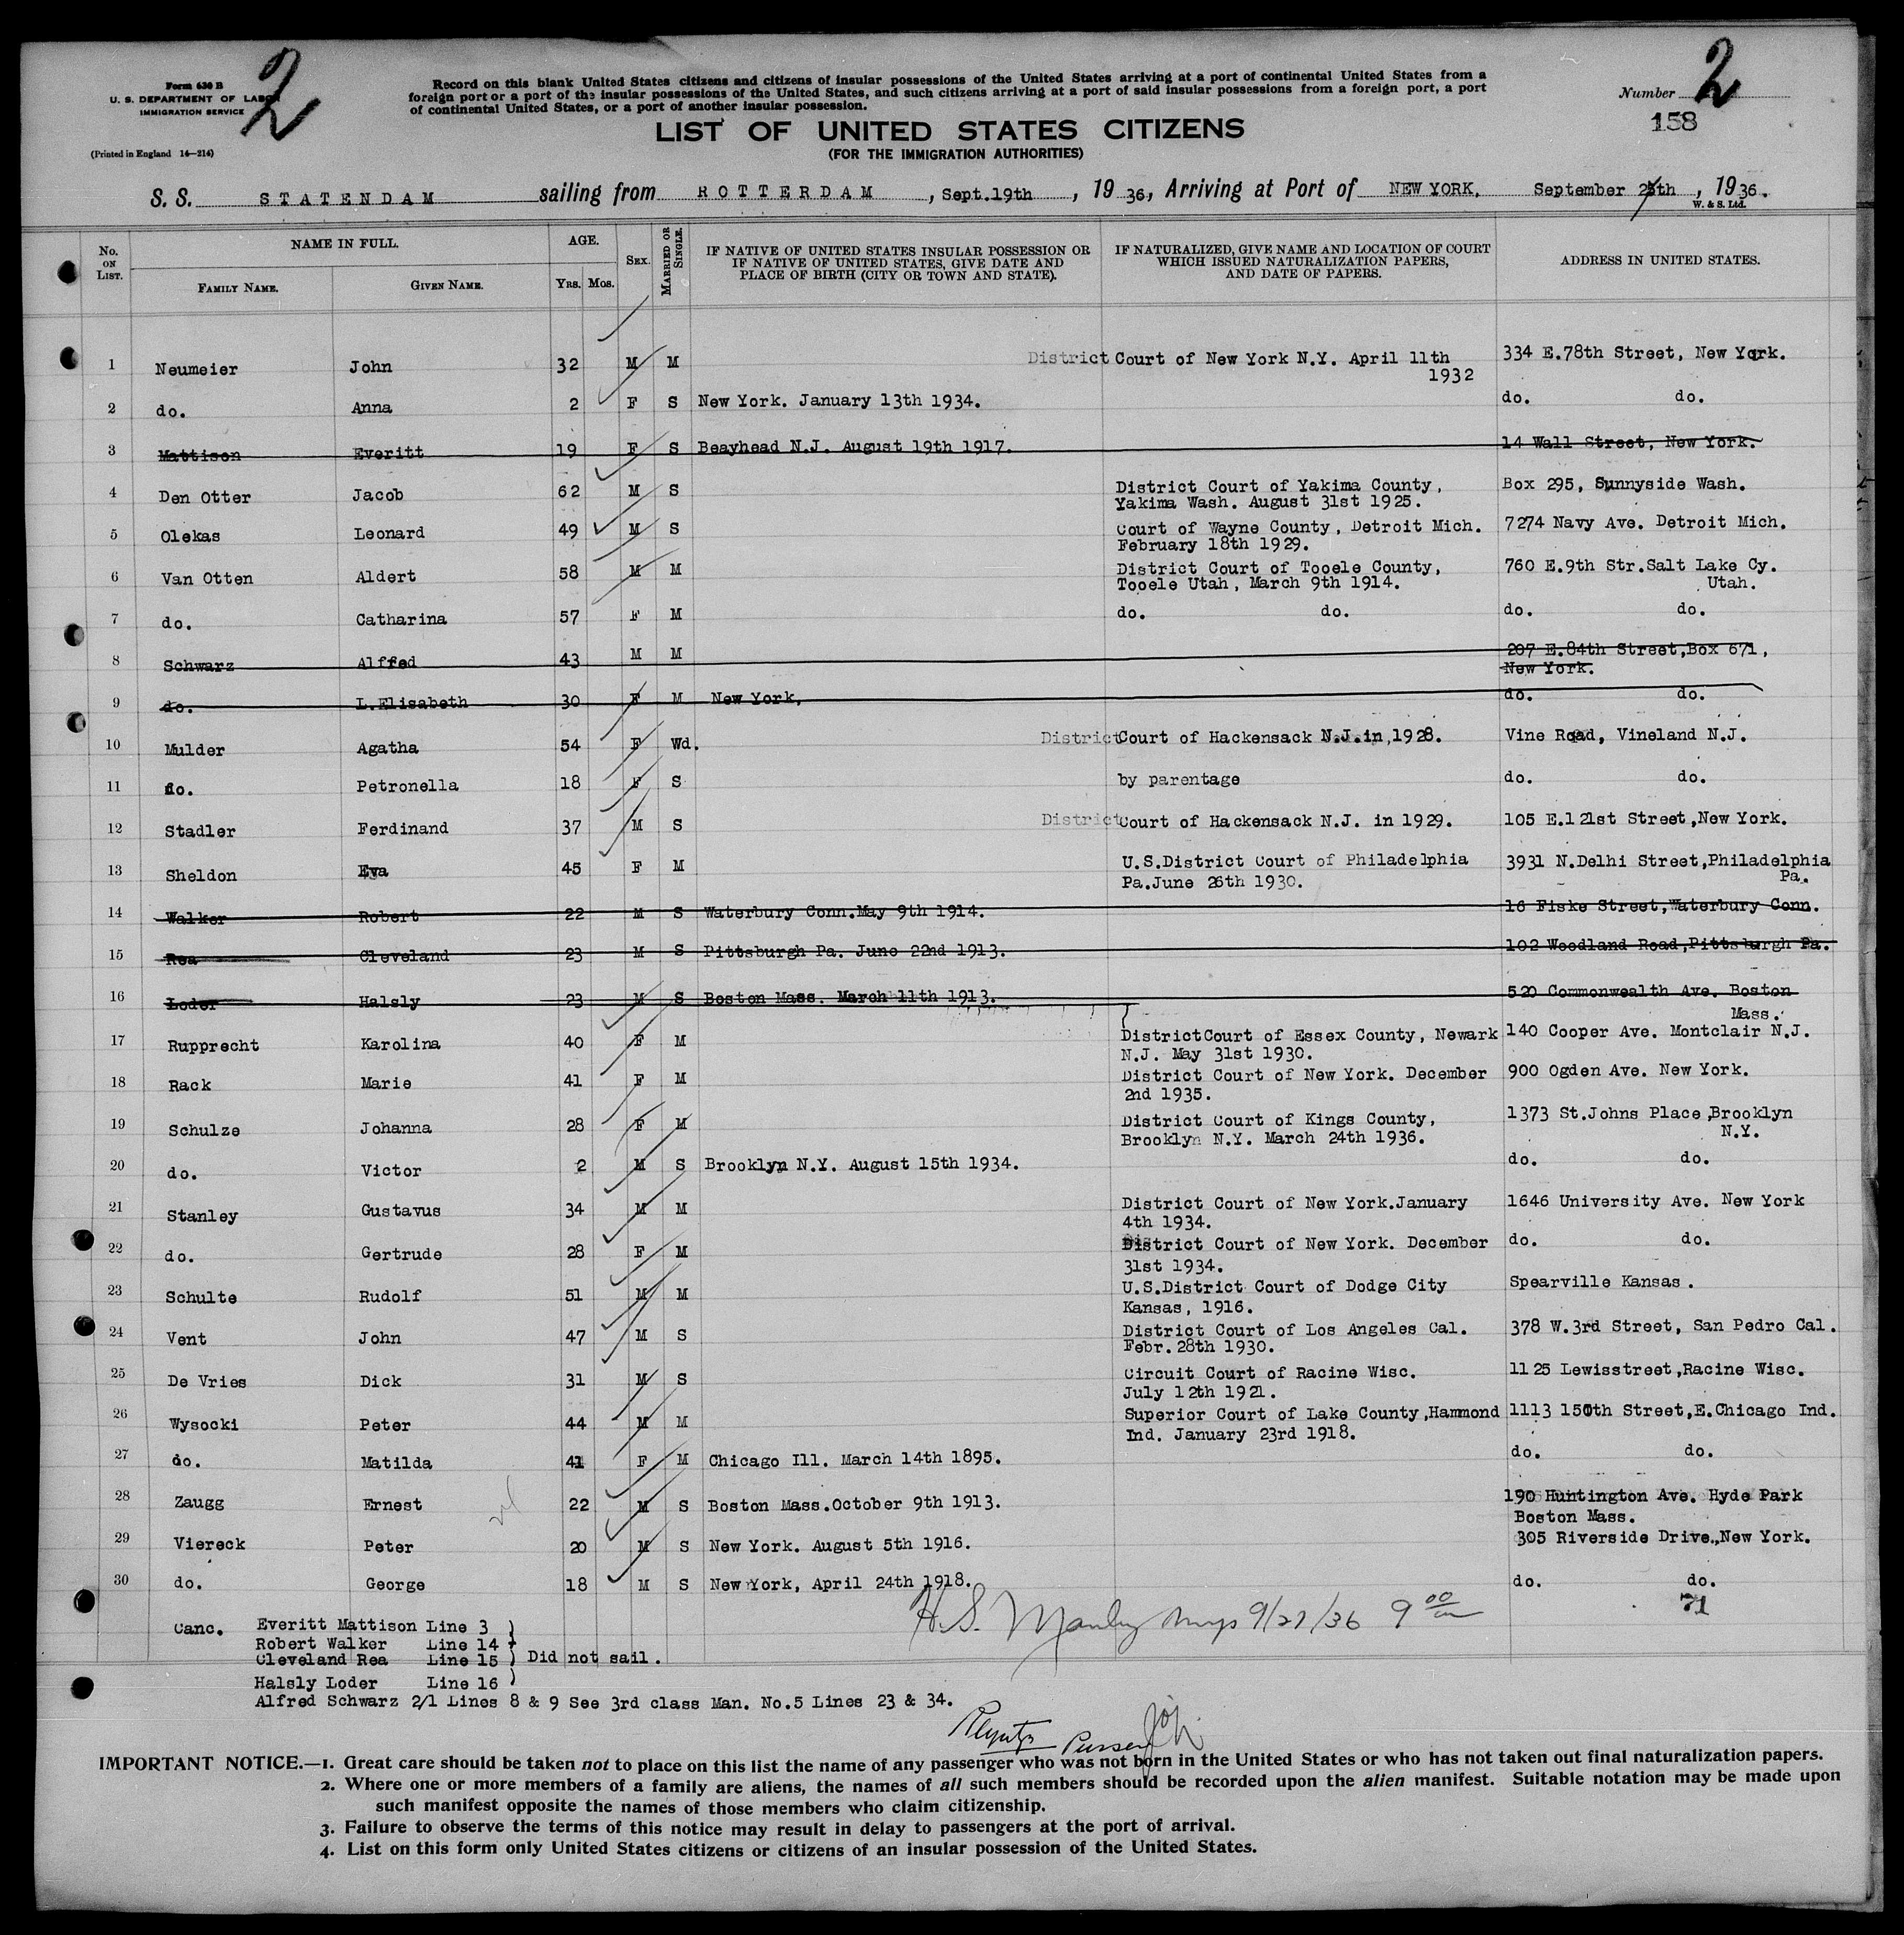 2
Form 630 B
U. S. DEPARTMENT OF LABOR
IMMIGRATION SERVICE
(Printed in England 14—214)
Record on this blank United States citizens and citizens of insular possessions of the United States arriving at a port of continental United States from a
foreign port or a port of the insular possessions of the United States, and such citizens arriving at a port of said insular possessions from a foreign port, a port
of continental United States, or a port of another insular possession.
Number 2
158
LIST OF UNITED STATES CITIZENS
(FOR THE IMMIGRATION AUTHORITIES)
S. S. STATENDAM sailing from ROTTERDAM, Sept.19th, 1936, Arriving at Port of NEW YORK. September 25th, 1936.
W. & S. Ltd.
No. ON LIST. NAME IN FULL. FAMILY NAME. GIVEN NAME. AGE. YRS. MOS. SEX. MARRIED OR SINGLE. IF NATIVE OF UNITED STATES INSULAR POSSESSION OR IF NATIVE OF UNITED STATES, GIVE DATE AND PLACE OF BIRTH (CITY OR TOWN AND STATE). IF NATURALIZED, GIVE NAME AND LOCATION OF COURT WHICH ISSUED NATURALIZATION PAPERS, AND DATE OF PAPERS. ADDRESS IN UNITED STATES.
1 Neumeier John 32 M M District Court of New York N.Y. April 11th 334 E.78th Street, New York.
1932
2 do. Anna 2 F S New York. January 13th 1934. do. do.
3 Mattison Everitt 19 F S Beayhead N.J. August 19th 1917. 14 Wall Street, New York.
4 Den Otter Jacob 62 M S District Court of Yakima County, Box 295, Sunnyside Wash.
Yakima Wash. August 31st 1925.
5 Olekas Leonard 49 M S Court of Wayne County, Detroit Mich. 7274 Navy Ave. Detroit Mich.
February 18th 1929.
6 Van Otten Aldert 58 M M District Court of Tooele County, 760 E.9th Str.Salt Lake Cy.
Tooele Utah, March 9th 1914. Utah.
7 do. Catharina 57 F M do. do. do. do.
8 Schwarz Alffed 43 M M 207 E.84th Street,Box 671,
New York.
9 do. L.Elisabeth 30 F M New York, do. do.
10 Mulder Agatha 54 F Wd. District Court of Hackensack N.J.in,1928. Vine Road, Vineland N.J.
11 do. Petronella 18 F S by parentage do. do.
12 Stadler Ferdinand 37 M S District Court of Hackensack N.J. in 1929. 105 E.121st Street,New York.
13 Sheldon Eva 45 F M U.S.District Court of Philadelphia 3931 N.Delhi Street,Philadelphia
Pa.June 26th 1930. Pa.
14 Walker Robert 22 M S Waterbury Conn.May 9th 1914. 16 Fiske Street,Waterbury Conn.
15 Rea Cleveland 23 M S Pittsburgh Pa. June 22nd 1913. 102 Woodland Road,Pittsburgh Pa.
16 Loder Halsly 23 M S Boston Mass. March 11th 1913. 520 Commonwealth Ave. Boston
Mass.
17 Rupprecht Karolina 40 F M DistrictCourt of Essex County, Newark 140 Cooper Ave. Montclair N.J.
N.J. May 31st 1930.
18 Rack Marie 41 F M District Court of New York. December 900 Ogden Ave. New York.
2nd 1935.
19 Schulze Johanna 28 F M District Court of Kings County, 1373 St.Johns Place,Brooklyn
Brooklyn N.Y. March 24th 1936. N.Y.
20 do. Victor 2 M S Brooklyn N.Y. August 15th 1934. do. do.
21 Stanley Gustavus 34 M M District Court of New York.January 1646 University Ave. New York
4th 1934.
22 do. Gertrude 28 F M District Court of New York. December do. do.
31st 1934.
23 Schulte Rudolf 51 M M U.S.District Court of Dodge City Spearville Kansas.
Kansas, 1916.
24 Vent John 47 M S District Court of Los Angeles Cal. 378 W.3rd Street, San Pedro Cal.
Febr.28th 1930.
25 De Vries Dick 31 M S Circuit Court of Racine Wisc. 1125 Lewisstreet,Racine Wisc.
July 12th 1921.
26 Wysocki Peter 44 M M Superior Court of Lake County,Hammond 1113 150th Street,E.Chicago Ind.
Ind. January 23rd 1918.
27 do. Matilda 41 F M Chicago Ill. March 14th 1895. do. do.
28 Zaugg Ernest 22 M S Boston Mass.October 9th 1913. 190 Huntington Ave. Hyde Park
Boston Mass.
29 Viereck Peter 20 M S New York. August 5th 1916. 305 Riverside Drive.,New York.
30 do. George 18 M S New York, April 24th 1918. do. do.
71
H.S. Manley 9/27/36 9 00
Canc. Everitt Mattison Line 3
Robert Walker Line 14
Cleveland Rea Line 15 Did not sail.
Halsly Loder Line 16
Alfred Schwarz 2/1 Lines 8 & 9 See 3rd class Man. No.5 Lines 23 & 34.
Purser
IMPORTANT NOTICE.—1. Great care should be taken not to place on this list the name of any passenger who was not born in the United States or who has not taken out final naturalization papers.
2. Where one or more members of a family are aliens, the names of all such members should be recorded upon the alien manifest. Suitable notation may be made upon
such manifest opposite the names of those members who claim citizenship.
3. Failure to observe the terms of this notice may result in delay to passengers at the port of arrival.
4. List on this form only United States citizens or citizens of an insular possession of the United States.